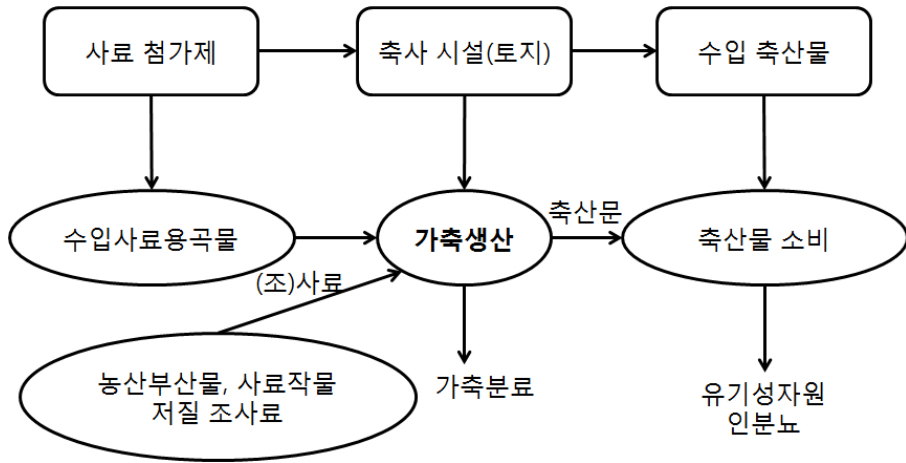 사료 첨가제
축사 시설(토지)
수입 축산물
수입사료용곡물
가축생산
축산문
축산물 소비
(조)사료
농산부산물, 사료작물
저질 조사료
가축분료
유기성자원
인분뇨